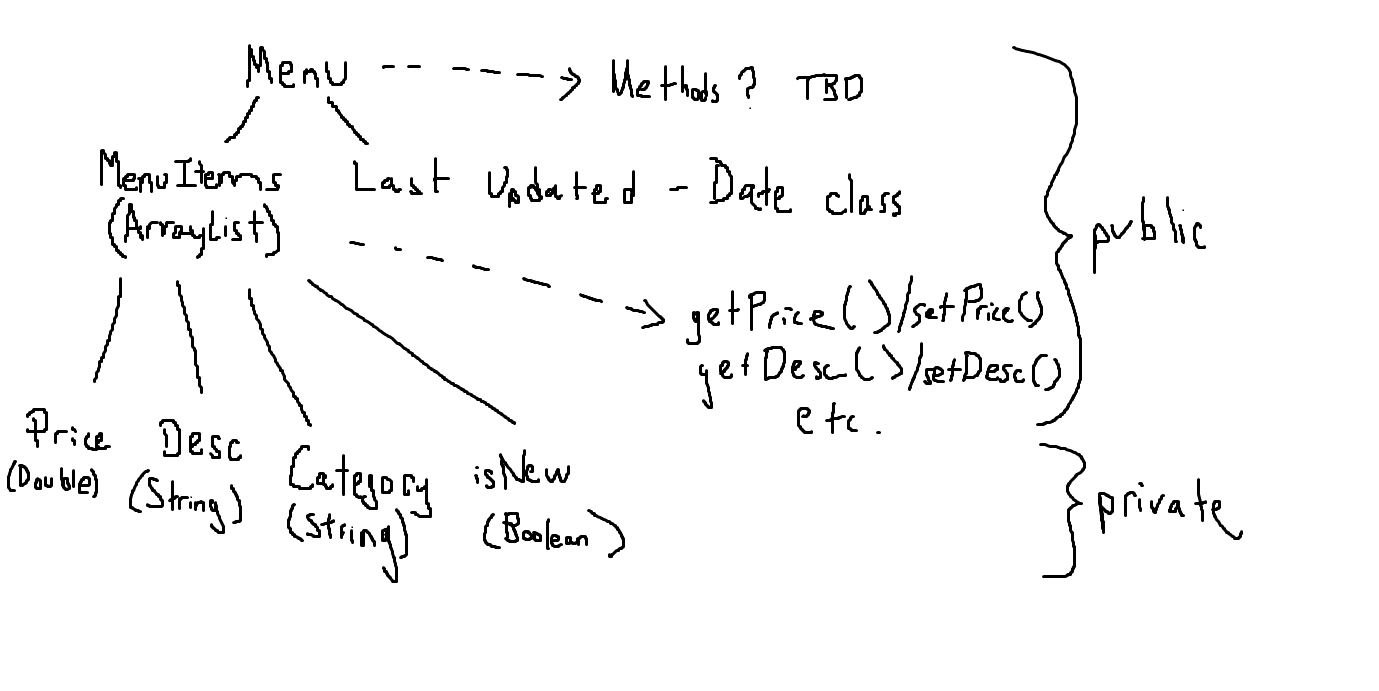 Menu
Methods? TBD
MenuItems
(ArrayList)
Last Updated - Date class
public
getPrice()/setPrice()
getDesc()/setDesc()
etc.
Price
(Double)
Desc
(String)
Category
(String)
isNew
(Boolean)
private